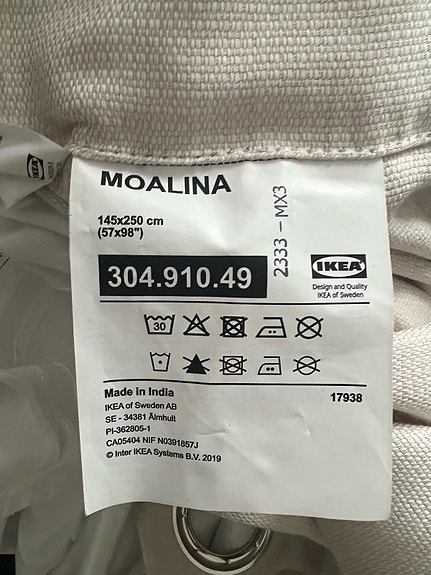 MOALINA
145x250 cm
(57x98")
304.910.49
2333 - MX3
IKEA
Design and Quality
IKEA of Sweden
30
Made in India
IKEA of Sweden AB
SE - 34381 Älmhult
PI-362805-1
CA05404 NIF N0391857J
© Inter IKEA Systems B.V. 2019
17938
IKEA